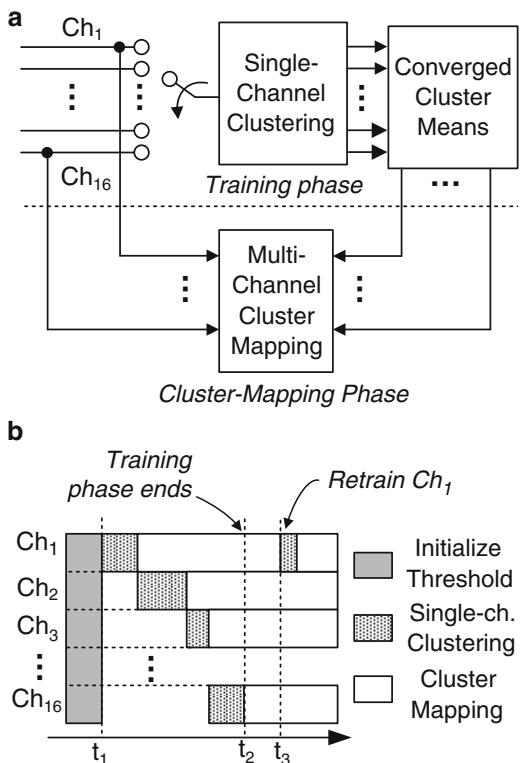 a
Ch1
Ch16
Single-
Channel
Clustering
Converged
Cluster
Means
Training phase
Multi-
Channel
Cluster
Mapping
Cluster-Mapping Phase
b
Training
phase ends
Retrain Ch1
Ch1
Ch2
Ch3
Ch16
Initialize
Threshold
Single-ch.
Clustering
Cluster
Mapping
t1
t2
t3